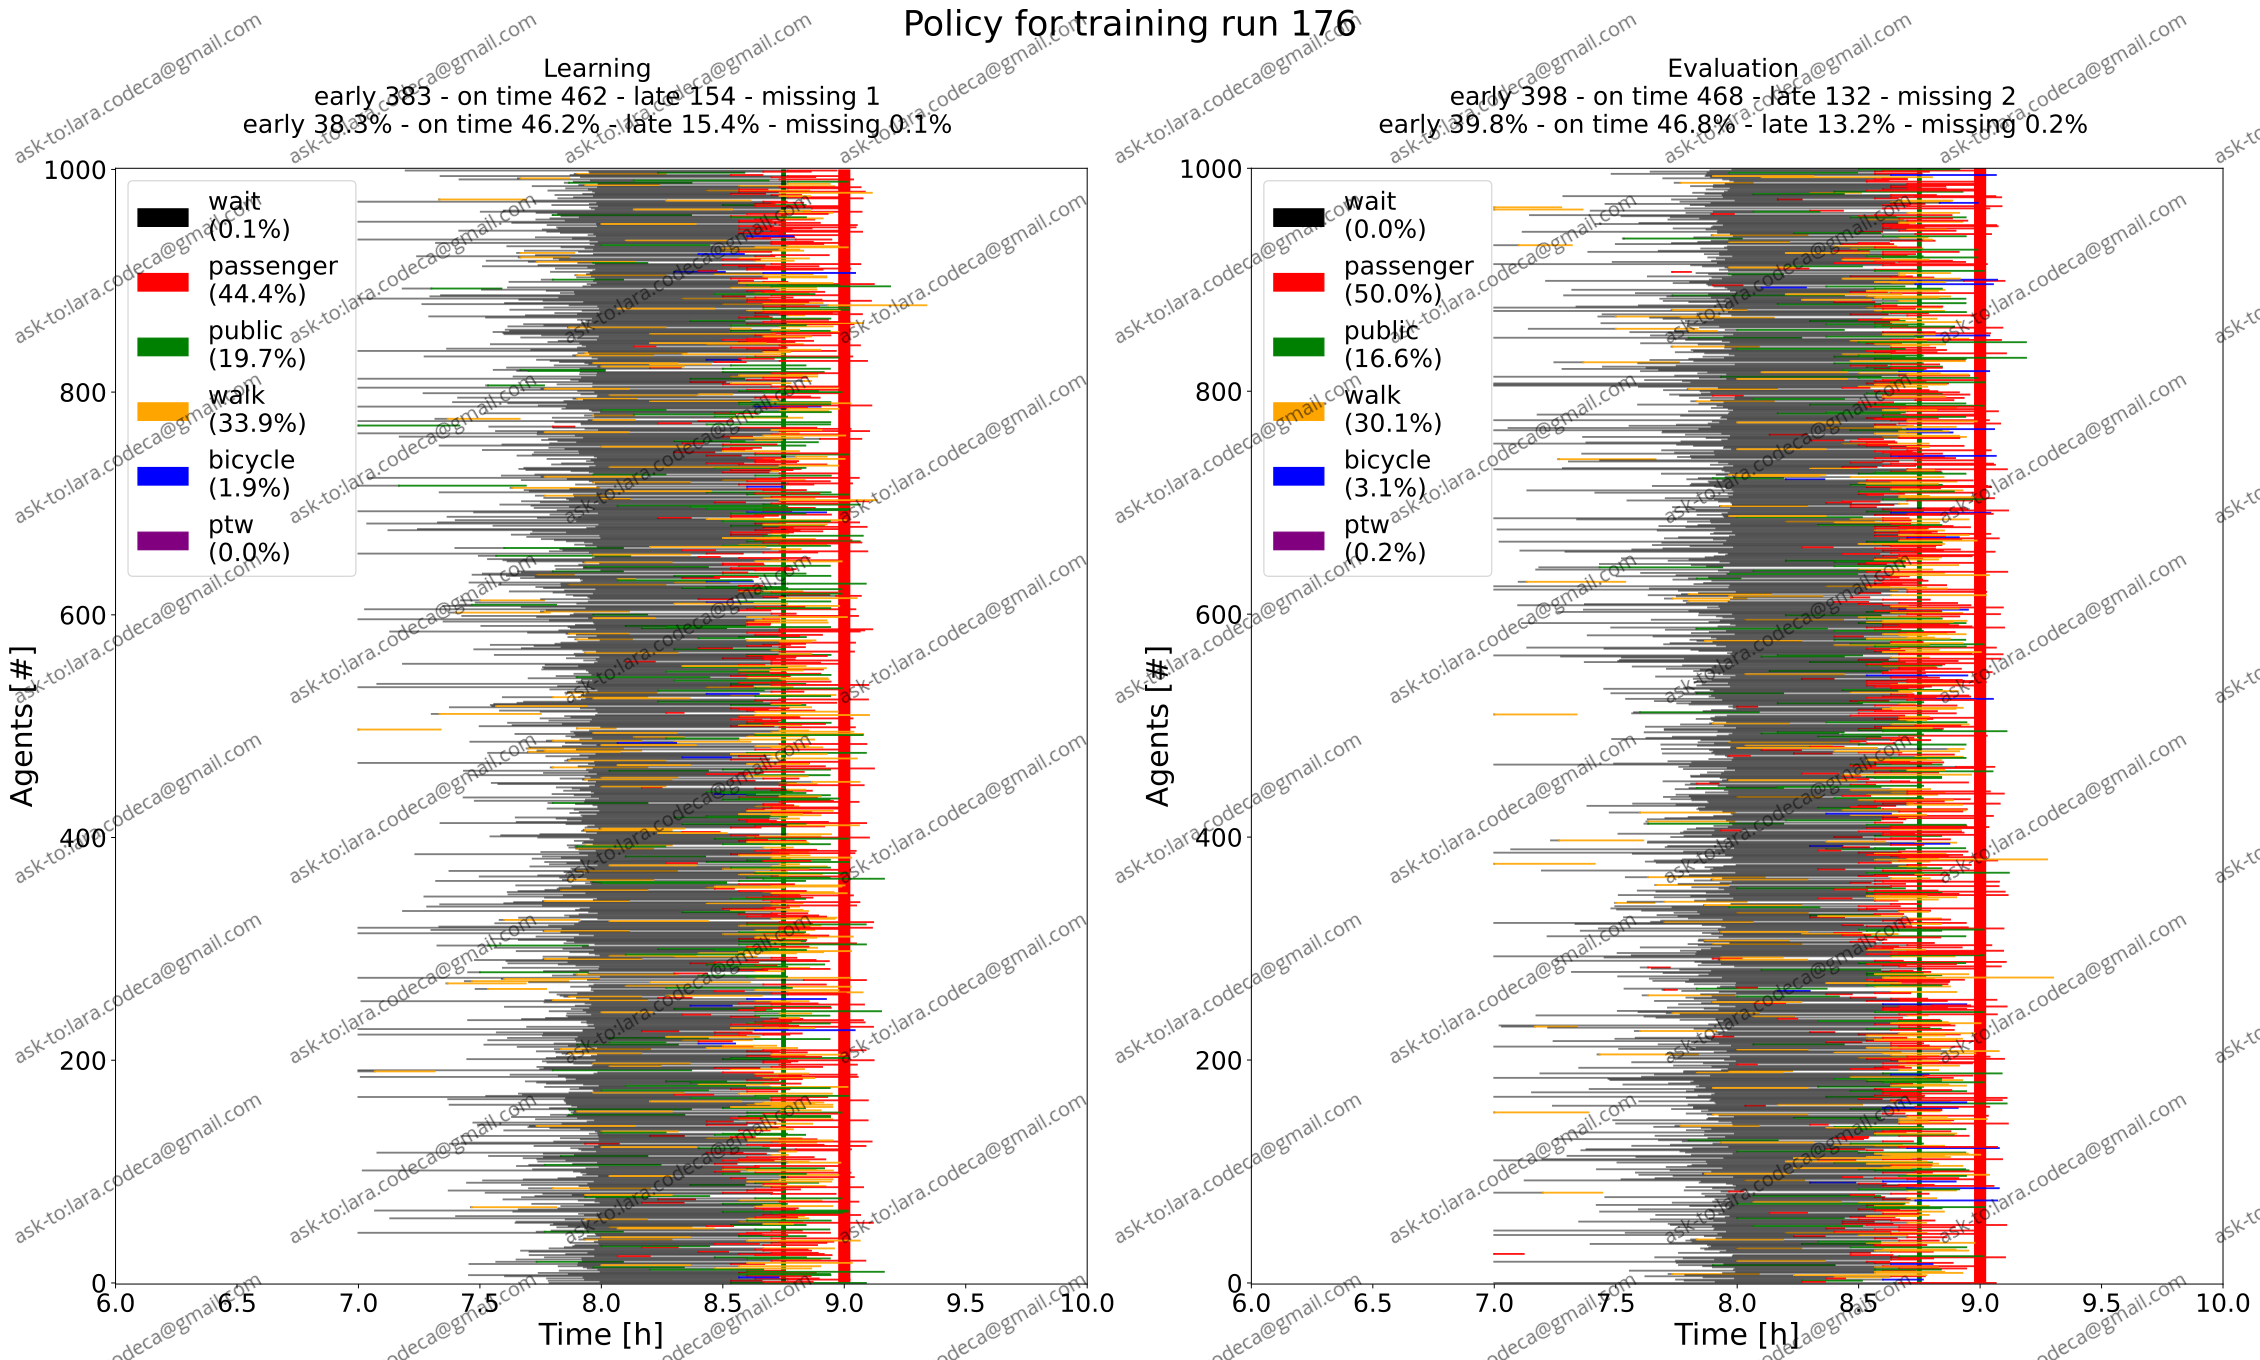 Policy for training run 176
Learning
early 383 - on time 462 - late 154 - missing 1
early 38.3% - on time 46.2% - late 15.4% - missing 0.1%
1000
800
600
400
200
0
Agents [#]
wait
(0.1%)
passenger
(44.4%)
public
(19.7%)
walk
(33.9%)
bicycle
(1.9%)
ptw
(0.0%)
6.0 6.5 7.0 7.5 8.0 8.5 9.0 9.5 10.0
Time [h]
Evaluation
early 398 - on time 468 - late 132 - missing 2
early 39.8% - on time 46.8% - late 13.2% - missing 0.2%
1000
800
600
400
200
0
Agents [#]
wait
(0.0%)
passenger
(50.0%)
public
(16.6%)
walk
(30.1%)
bicycle
(3.1%)
ptw
(0.2%)
6.0 6.5 7.0 7.5 8.0 8.5 9.0 9.5 10.0
Time [h]
ask-to:lara.codeca@gmail.com